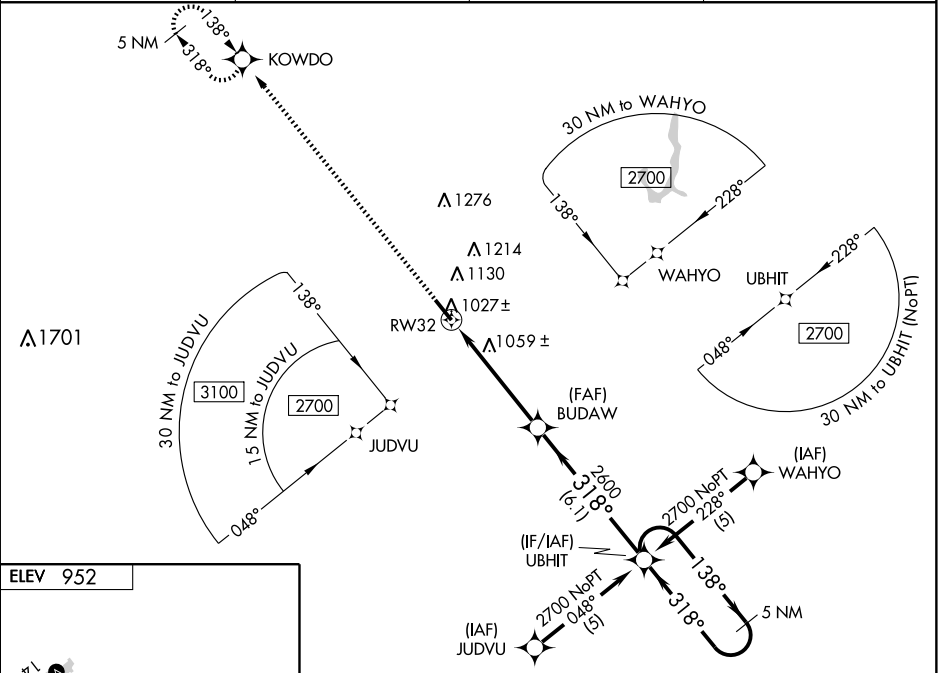 138°
5 NM
318°
KOWDO
30 NM to WAHYO
2700
138°
228°
WAHYO
1276
1214
1130
1027±
RW32
1059±
1701
UBHIT
228°
2700
048°
30 NM to UBHIT (NoPT)
138°
30 NM to JUDVU
3100
15 NM to JUDVU
2700
JUDVU
048°
(FAF)
BUDAW
2600
318°
(6.1)
(IAF)
WAHYO
2700 NoPT
228°
(5)
(IF/IAF)
UBHIT
2700 NoPT
048°
(5)
138°
318°
5 NM
(IAF)
JUDVU
ELEV 952
14